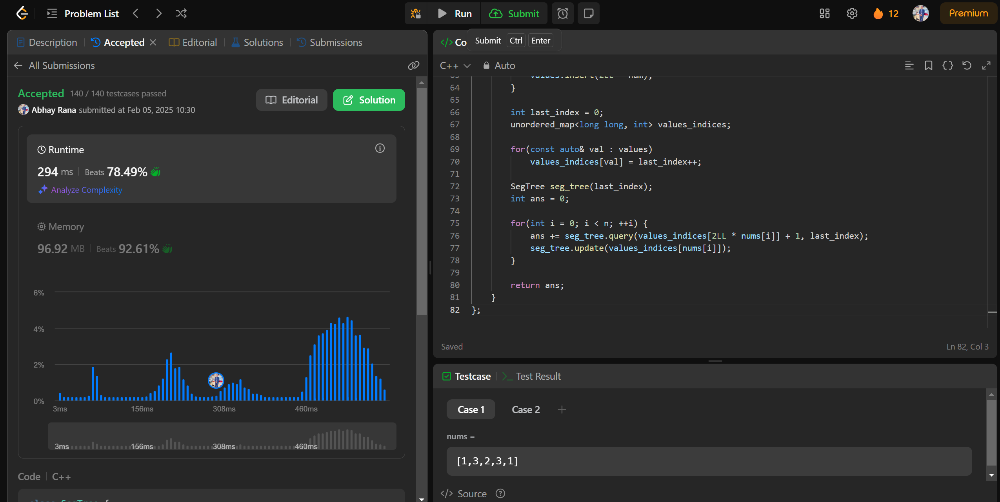 Problem List
Run
Submit
12
Premium
Description
Accepted
Editorial
Solutions
Submissions
All Submissions
Accepted 140 / 140 testcases passed
Abhay Rana submitted at Feb 05, 2025 10:30
Editorial
Solution
Runtime
294 ms Beats 78.49%
Analyze Complexity
Memory
96.92 MB Beats 92.61%
6%
4%
2%
0%
3ms 156ms 308ms 460ms
3ms 156ms 308ms 460ms
Code C++
class SegTree {
</> Co
Submit Ctrl Enter
C++ Auto
64 }
65
66 int last_index = 0;
67 unordered_map<long long, int> values_indices;
68
69 for(const auto& val : values)
70 values_indices[val] = last_index++;
71
72 SegTree seg_tree(last_index);
73 int ans = 0;
74
75 for(int i = 0; i < n; ++i) {
76 ans += seg_tree.query(values_indices[2LL * nums[i]] + 1, last_index);
77 seg_tree.update(values_indices[nums[i]]);
78 }
79
80 return ans;
81 }
82 };
Saved
Ln 82, Col 3
Testcase
Test Result
Case 1
Case 2
nums =
[1,3,2,3,1]
</> Source